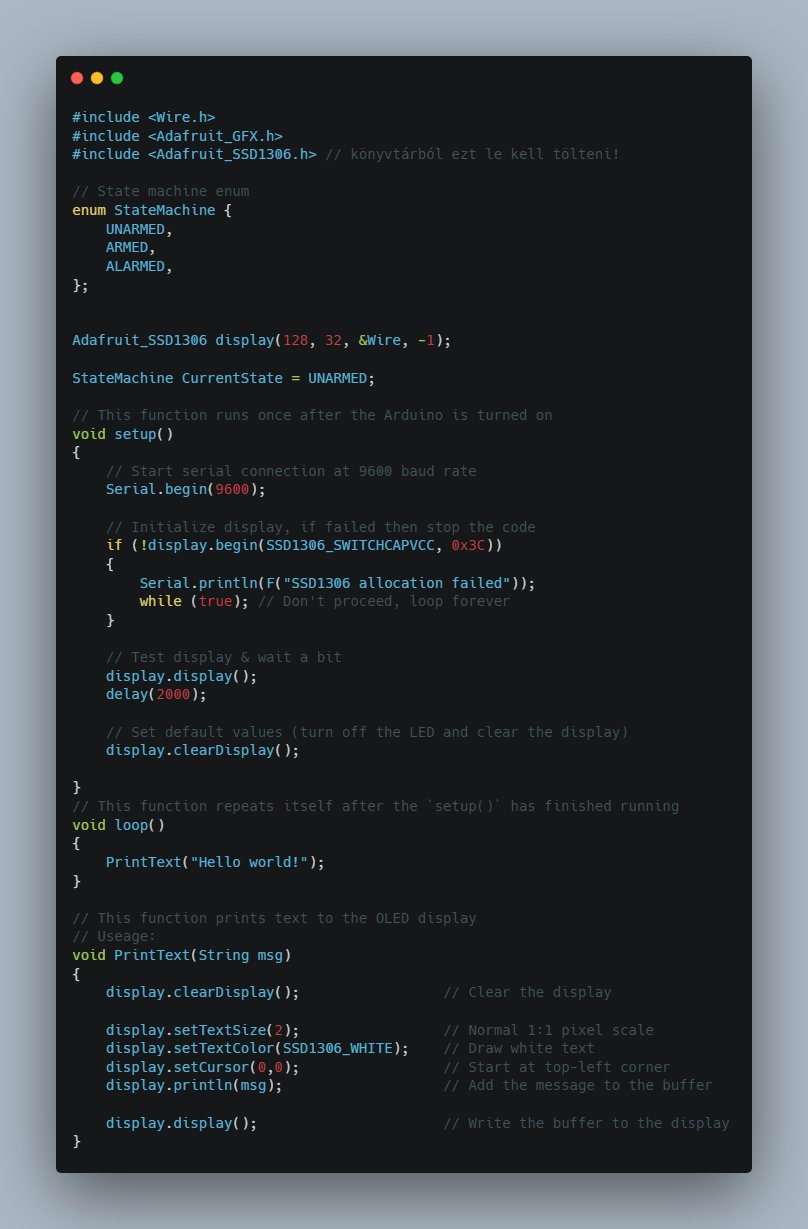 #include <Wire.h>
#include <Adafruit_GFX.h>
#include <Adafruit_SSD1306.h> // könyvtárból ezt le kell tölteni!
// State machine enum
enum StateMachine {
    UNARMED,
    ARMED,
    ALARMED,
};
Adafruit_SSD1306 display(128, 32, &Wire, -1);
StateMachine CurrentState = UNARMED;
// This function runs once after the Arduino is turned on
void setup()
{
    // Start serial connection at 9600 baud rate
    Serial.begin(9600);
    // Initialize display, if failed then stop the code
    if (!display.begin(SSD1306_SWITCHCAPVCC, 0x3C))
    {
        Serial.println(F("SSD1306 allocation failed"));
        while (true); // Don't proceed, loop forever
    }
    // Test display & wait a bit
    display.display();
    delay(2000);
    // Set default values (turn off the LED and clear the display)
    display.clearDisplay();
}
// This function repeats itself after the `setup()` has finished running
void loop()
{
    PrintText("Hello world!");
}
// This function prints text to the OLED display
// Useage:
void PrintText(String msg)
{
    display.clearDisplay();                 // Clear the display
    display.setTextSize(2);                 // Normal 1:1 pixel scale
    display.setTextColor(SSD1306_WHITE);    // Draw white text
    display.setCursor(0,0);                 // Start at top-left corner
    display.println(msg);                   // Add the message to the buffer
    display.display();                      // Write the buffer to the display
}